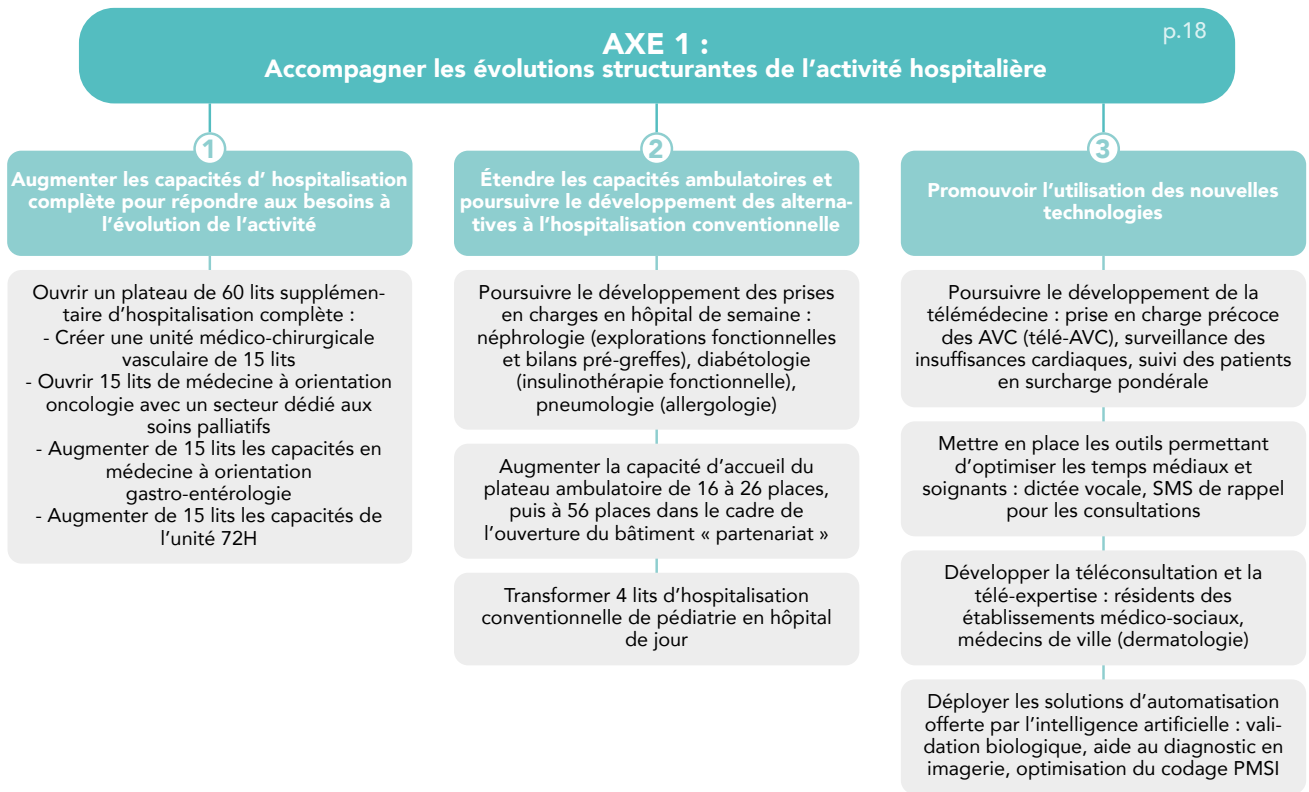 AXE 1 :
p.18
Accompagner les évolutions structurantes de l'activité hospitalière
1
Augmenter les capacités d' hospitalisation
complète pour répondre aux besoins à
l'évolution de l'activité
Ouvrir un plateau de 60 lits supplémen-
taire d'hospitalisation complète :
- Créer une unité médico-chirurgicale
vasculaire de 15 lits
- Ouvrir 15 lits de médecine à orientation
oncologie avec un secteur dédié aux
soins palliatifs
- Augmenter de 15 lits les capacités en
médecine à orientation
gastro-entérologie
- Augmenter de 15 lits les capacités de
l'unité 72H
2
Étendre les capacités ambulatoires et
poursuivre le développement des alterna-
tives à l'hospitalisation conventionnelle
Poursuivre le développement des prises
en charges en hôpital de semaine :
néphrologie (explorations fonctionnelles
et bilans pré-greffes), diabétologie
(insulinothérapie fonctionnelle),
pneumologie (allergologie)
Augmenter la capacité d'accueil du
plateau ambulatoire de 16 à 26 places,
puis à 56 places dans le cadre de
l'ouverture du bâtiment « partenariat »
Transformer 4 lits d'hospitalisation
conventionnelle de pédiatrie en hôpital
de jour
3
Promouvoir l'utilisation des nouvelles
technologies
Poursuivre le développement de la
télémédecine : prise en charge précoce
des AVC (télé-AVC), surveillance des
insuffisances cardiaques, suivi des patients
en surcharge pondérale
Mettre en place les outils permettant
d'optimiser les temps médiaux et
soignants : dictée vocale, SMS de rappel
pour les consultations
Développer la téléconsultation et la
télé-expertise : résidents des
établissements médico-sociaux,
médecins de ville (dermatologie)
Déployer les solutions d'automatisation
offerte par l'intelligence artificielle : vali-
dation biologique, aide au diagnostic en
imagerie, optimisation du codage PMSI